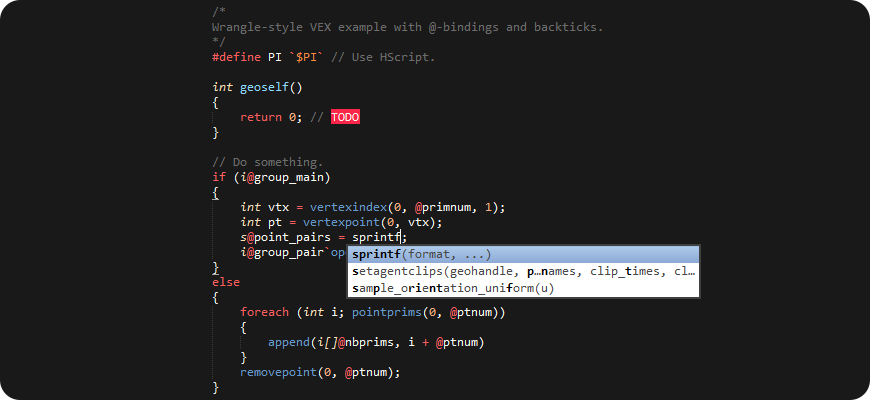 /*
Wrangle-style VEX example with @-bindings and backticks.
*/
#define PI `$PI` // Use HScript.
int geoself()
{
return 0; // TODO
}
// Do something.
if (i@group_main)
{
int vtx = vertexindex(0, @primnum, 1);
int pt = vertexpoint(0, vtx);
s@point_pairs = sprintf;
i@group_pair`op
sprintf(format, ...)
setagentclips(geohandle, p…names, clip_times, cl…
sample_orientation_uniform(u)
}
else
{
foreach (int i; pointprims(0, @ptnum))
{
append(i[]@nbprims, i + @ptnum)
}
removepoint(0, @ptnum);
}